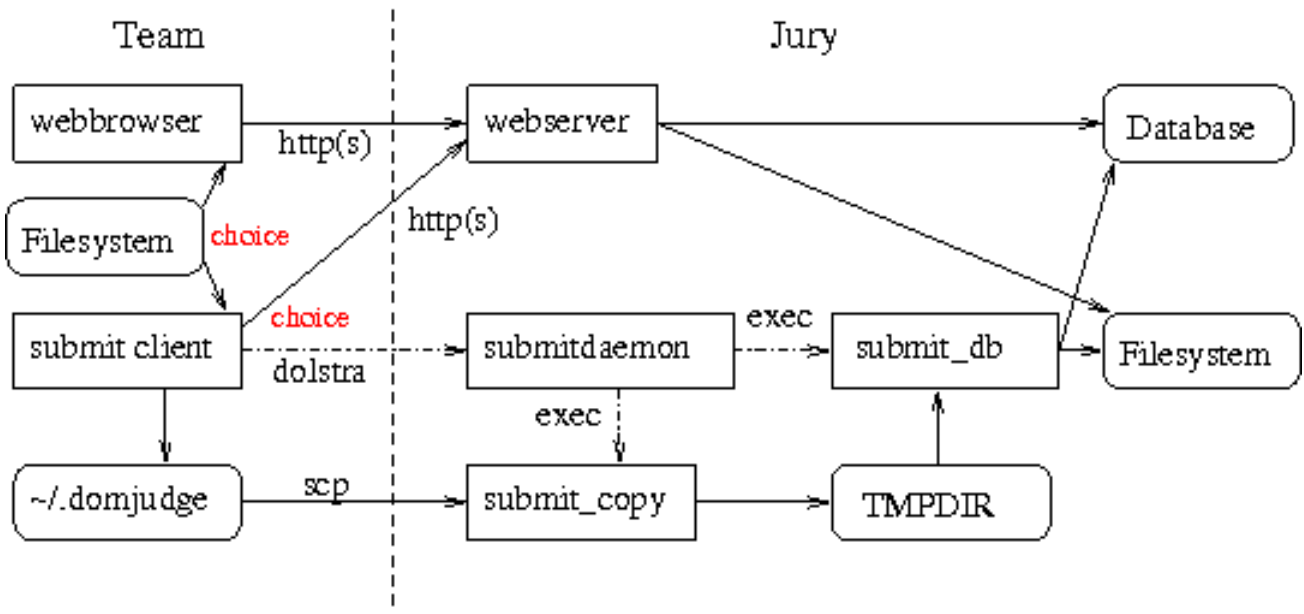 Team
Jury
webbrowser
http(s)
webserver
Database
Filesystem
choice
http(s)
choice
submit client
dolstra
submitdaemon
exec
submit_db
Filesystem
exec
~/.domjudge
scp
submit_copy
TMPDIR